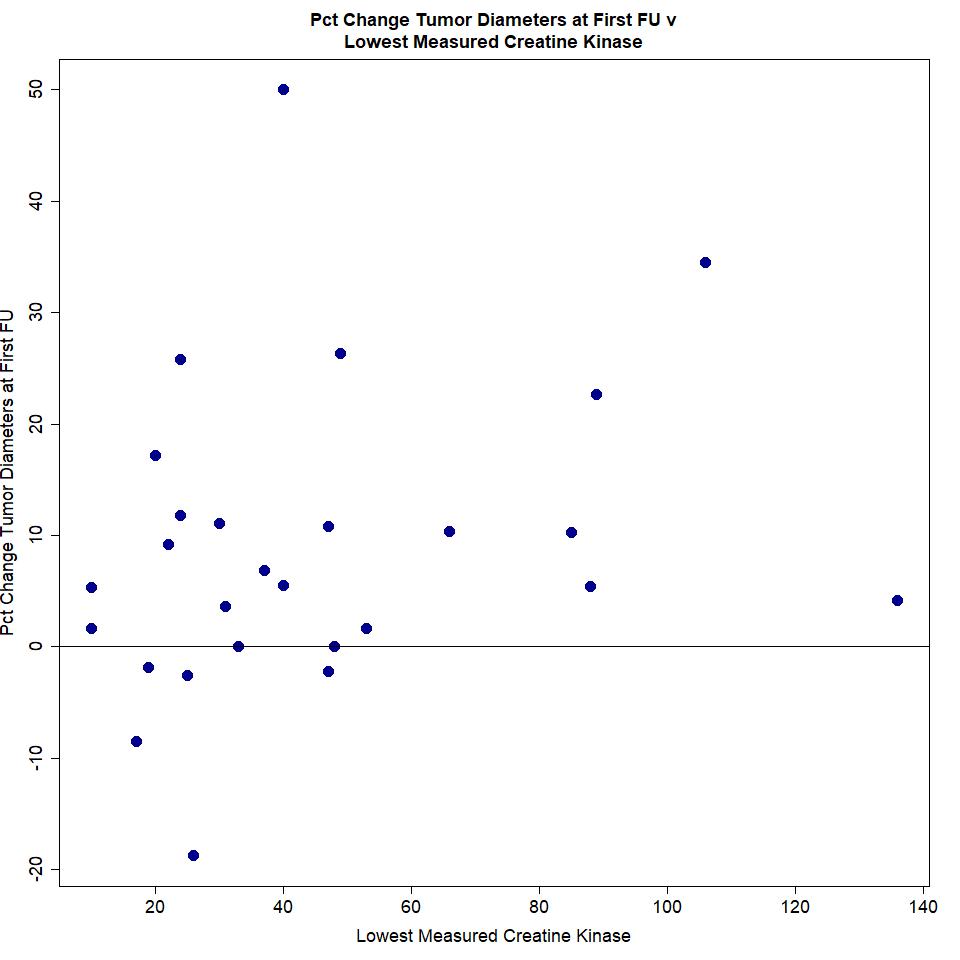 Pct Change Tumor Diameters at First FU v
Lowest Measured Creatine Kinase
Pct Change Tumor Diameters at First FU
50
40
30
20
10
0
-10
-20
20 40 60 80 100 120 140
Lowest Measured Creatine Kinase